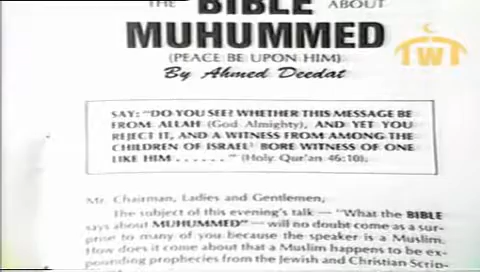 THE BIBLE ABOUT
MUHUMMED
(PEACE BE UPON HIM)
By Ahmed Deedat
SAY: "DO YOU SEE? WHETHER THIS MESSAGE BE
FROM ALLAH (God Almighty), AND YET YOU
REJECT IT, AND A WITNESS FROM AMONG THE
CHILDREN OF ISRAEL¹ BORE WITNESS OF ONE
LIKE HIM . . . . . . " (Holy Qur'an 46:10).
Mr. Chairman, Ladies and Gentlemen,
The subject of this evening's talk — "What the BIBLE
says about MUHUMMED" — will no doubt come as a sur-
prise to many of you because the speaker is a Muslim.
How does it come about that a Muslim happens to be ex-
pounding prophecies from the Jewish and Christian Scrip-